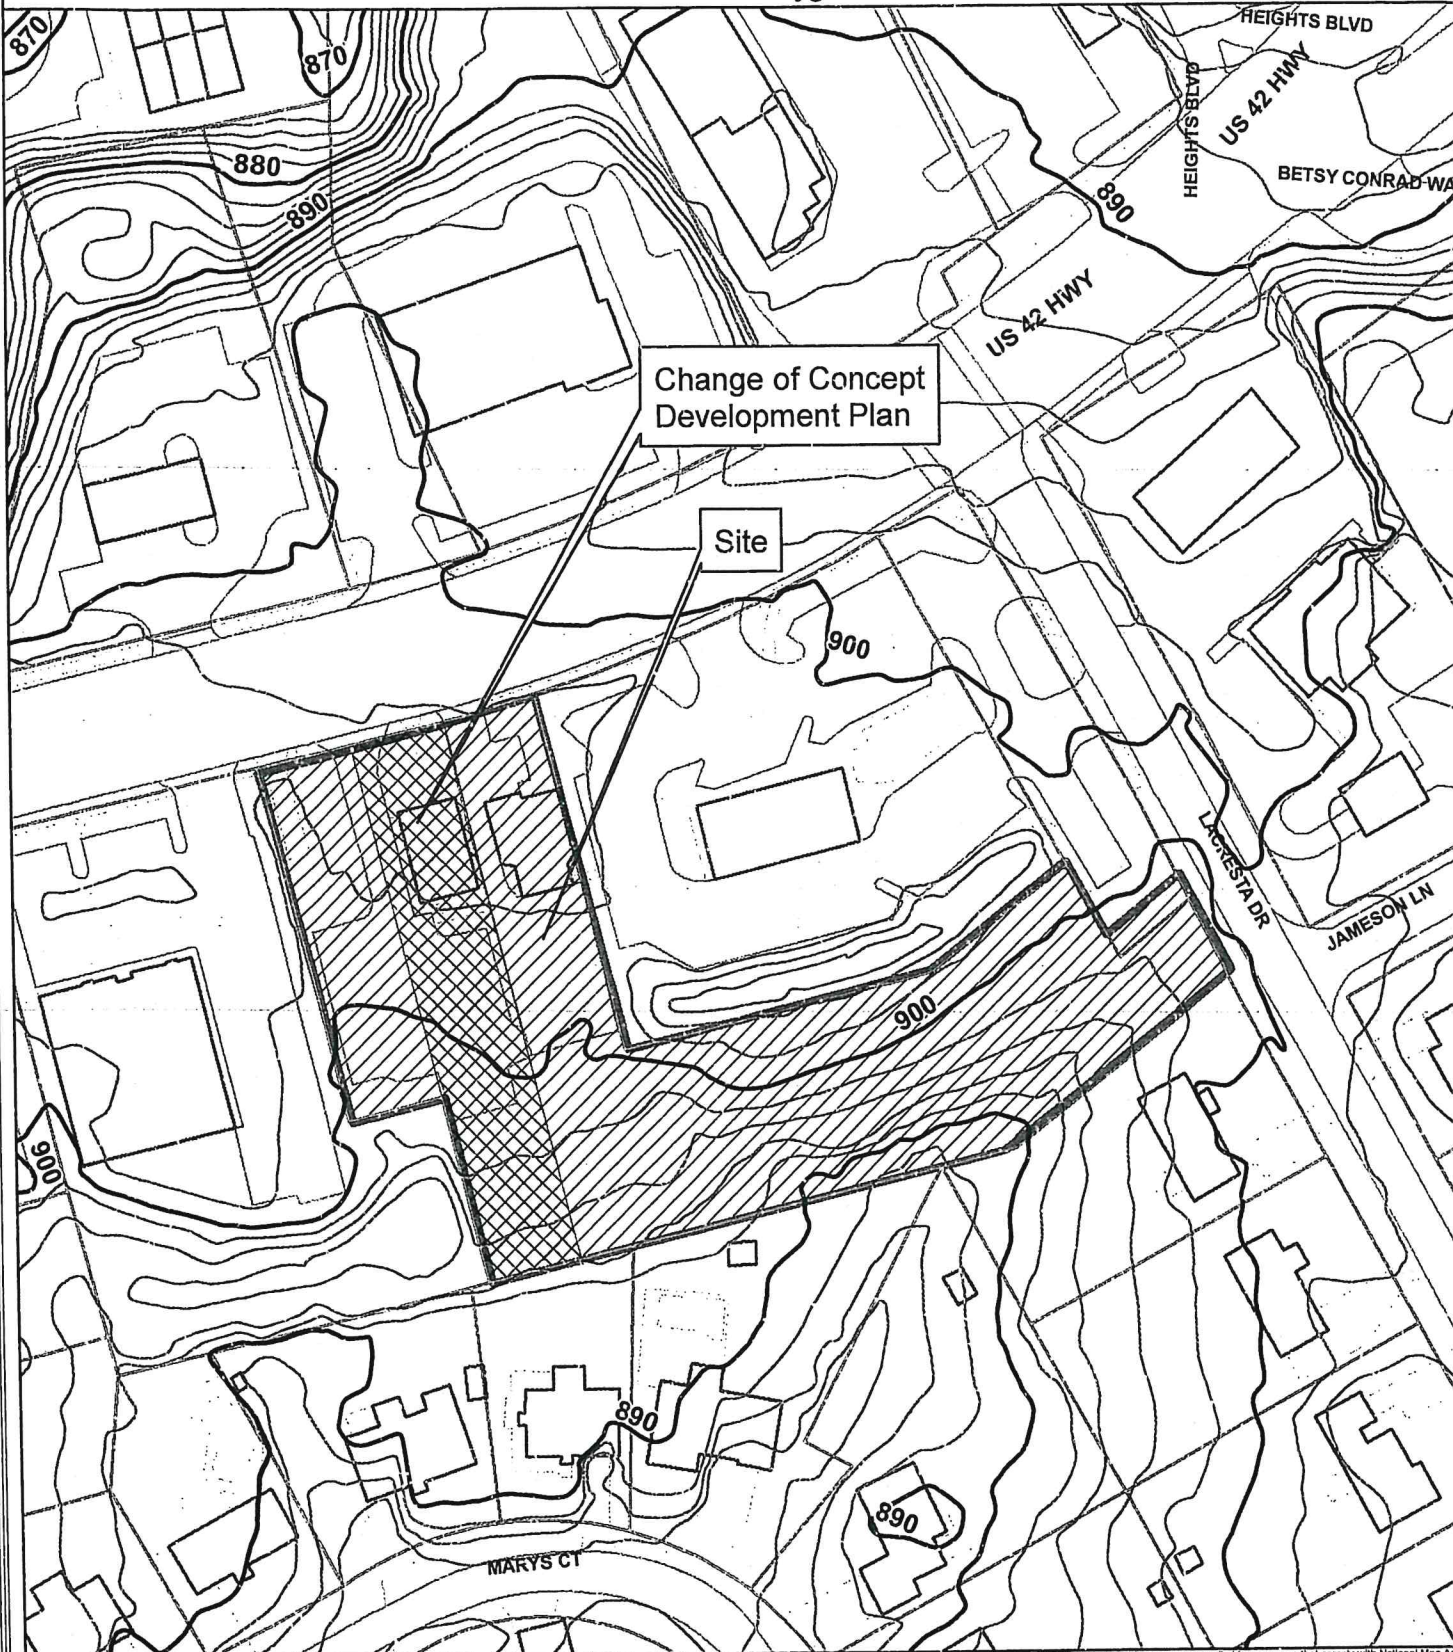 HEIGHTS BLVD
870
870
HEIGHTS BLVD
US 42 HWY
880
BETSY CONRAD WA
890
890
US 42 HWY
Change of Concept
Development Plan
Site
900
LACRESTA DR
JAMESON LN
900
900
890
890
MARYS CT